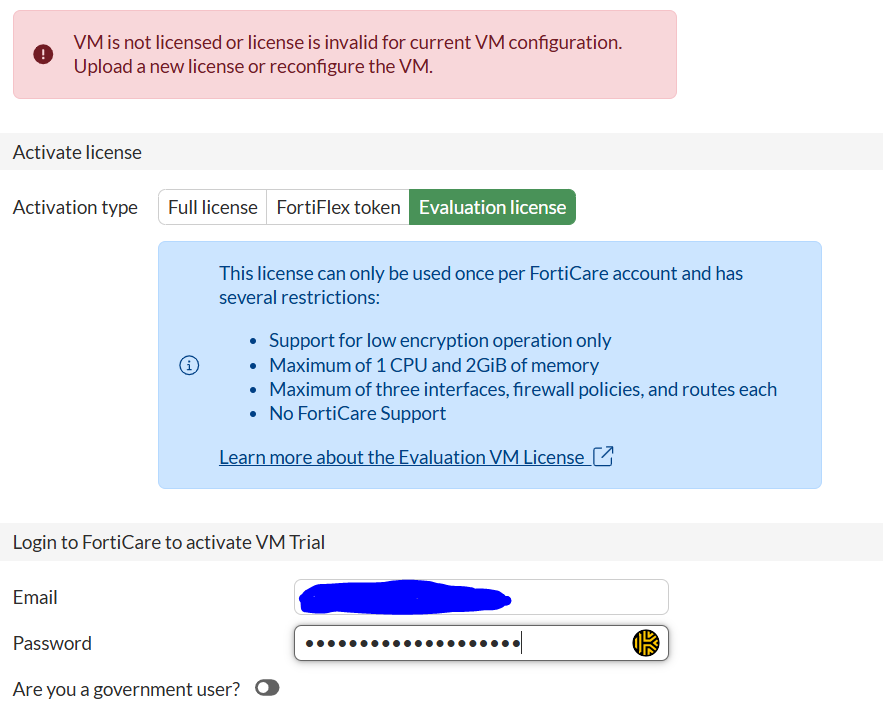 VM is not licensed or license is invalid for current VM configuration.
Upload a new license or reconfigure the VM.
Activate license
Activation type
Full license
FortiFlex token
Evaluation license
This license can only be used once per FortiCare account and has
several restrictions:
• Support for low encryption operation only
• Maximum of 1 CPU and 2GiB of memory
• Maximum of three interfaces, firewall policies, and routes each
• No FortiCare Support
Learn more about the Evaluation VM License
Login to FortiCare to activate VM Trial
Email
Password
Are you a government user?